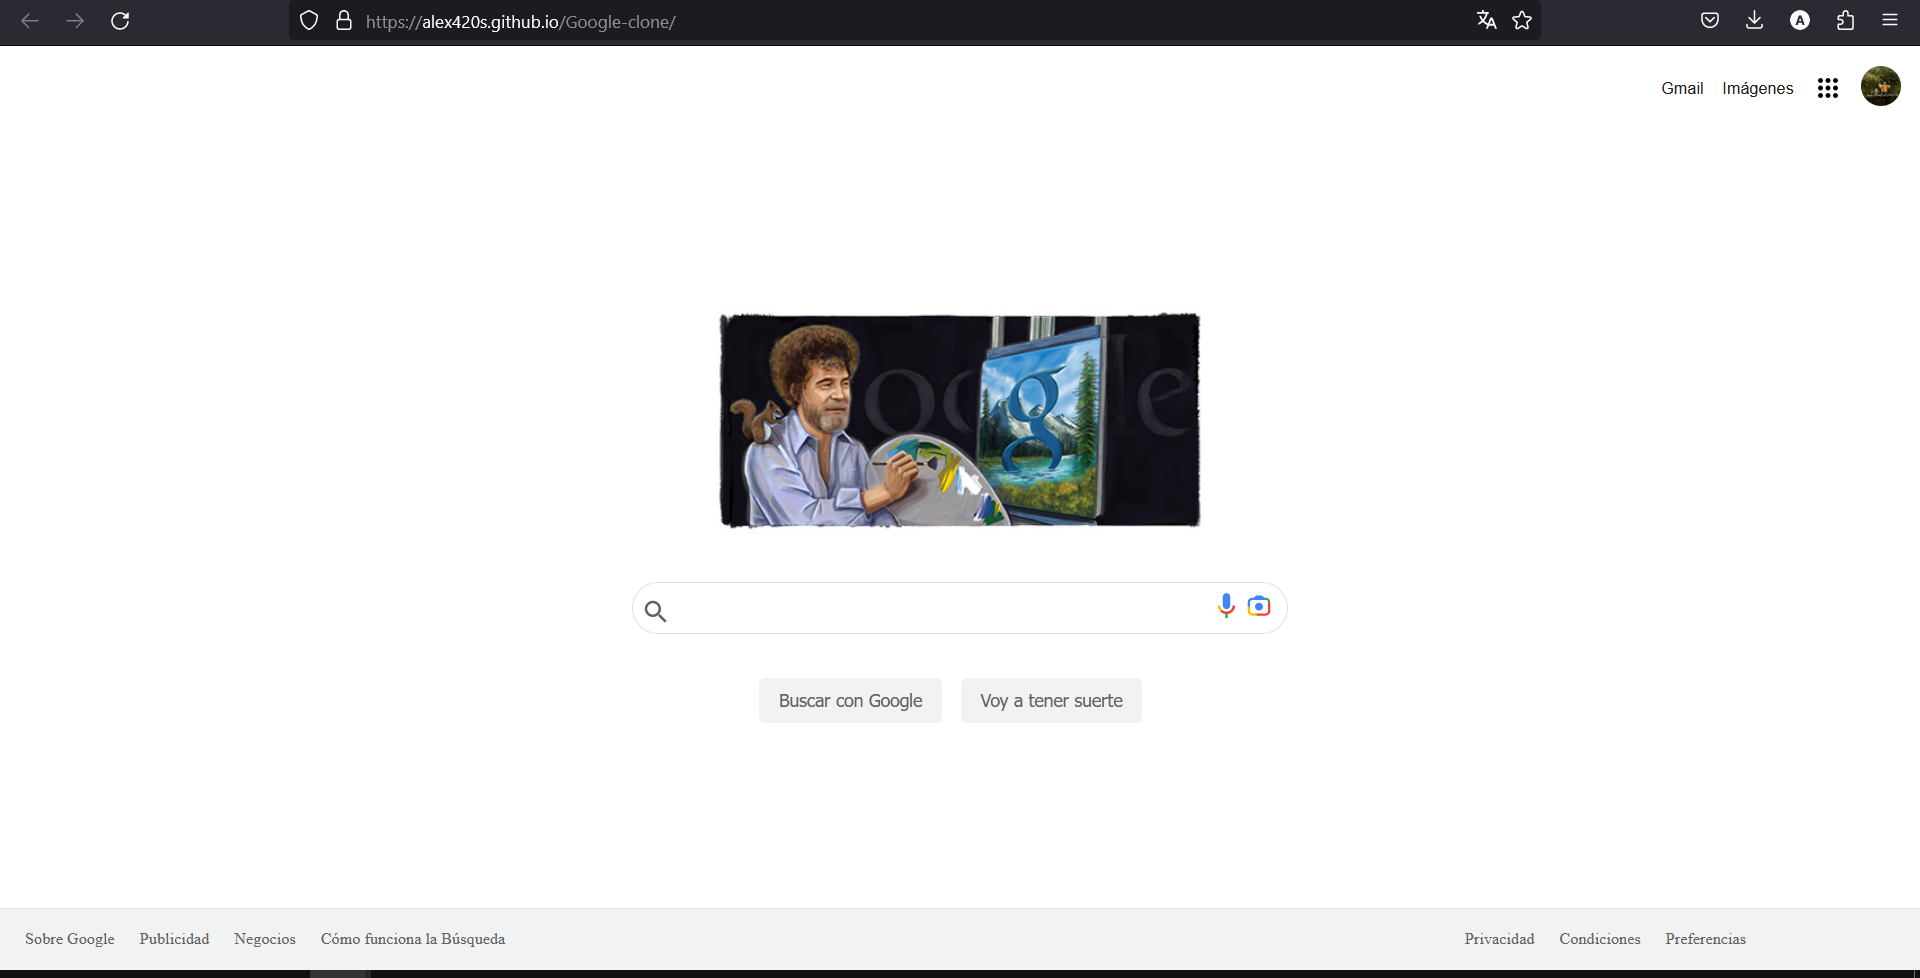 https://alex420s.github.io/Google-clone/
A
Gmail Imágenes
Google
Buscar con Google Voy a tener suerte
Sobre Google Publicidad Negocios Cómo funciona la Búsqueda Privacidad Condiciones Preferencias